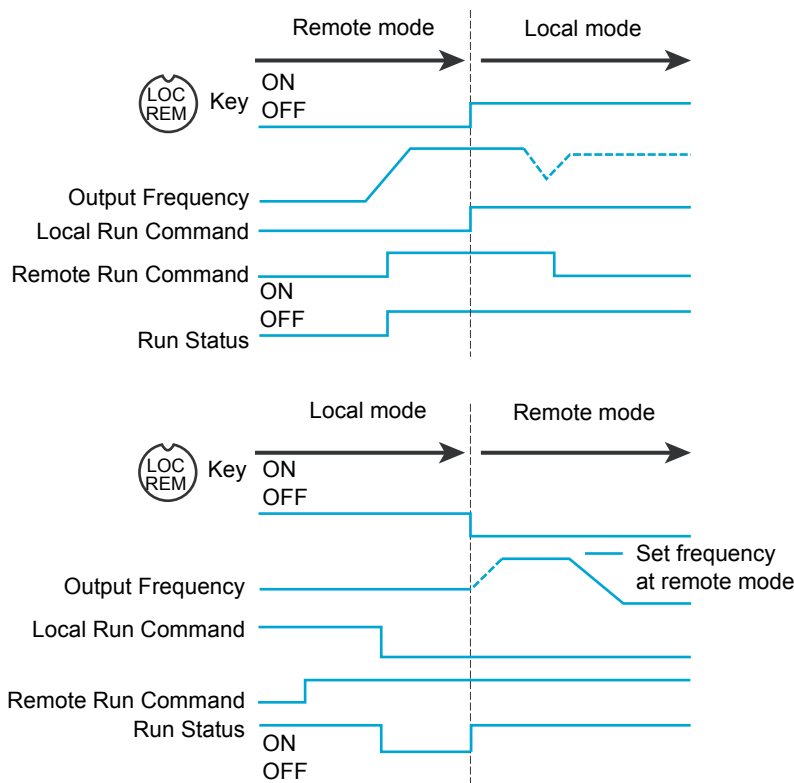 Remote mode
Local mode
LOC
REM
Key
ON
OFF
Output Frequency
Local Run Command
Remote Run Command
ON
OFF
Run Status
Local mode
Remote mode
LOC
REM
Key
ON
OFF
Output Frequency
Set frequency
at remote mode
Local Run Command
Remote Run Command
Run Status
ON
OFF